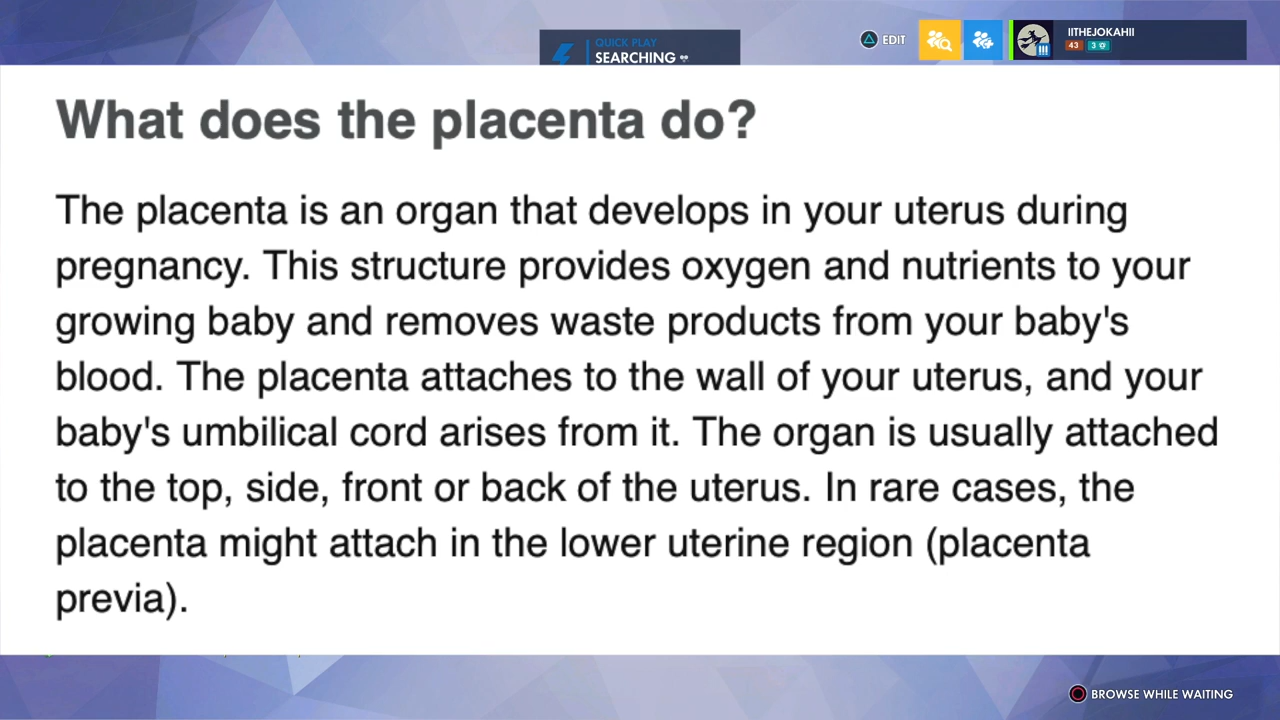 QUICK PLAY
SEARCHING
EDIT
IITHEJOKAHII
43 3
What does the placenta do?
The placenta is an organ that develops in your uterus during
pregnancy. This structure provides oxygen and nutrients to your
growing baby and removes waste products from your baby's
blood. The placenta attaches to the wall of your uterus, and your
baby's umbilical cord arises from it. The organ is usually attached
to the top, side, front or back of the uterus. In rare cases, the
placenta might attach in the lower uterine region (placenta
previa).
BROWSE WHILE WAITING